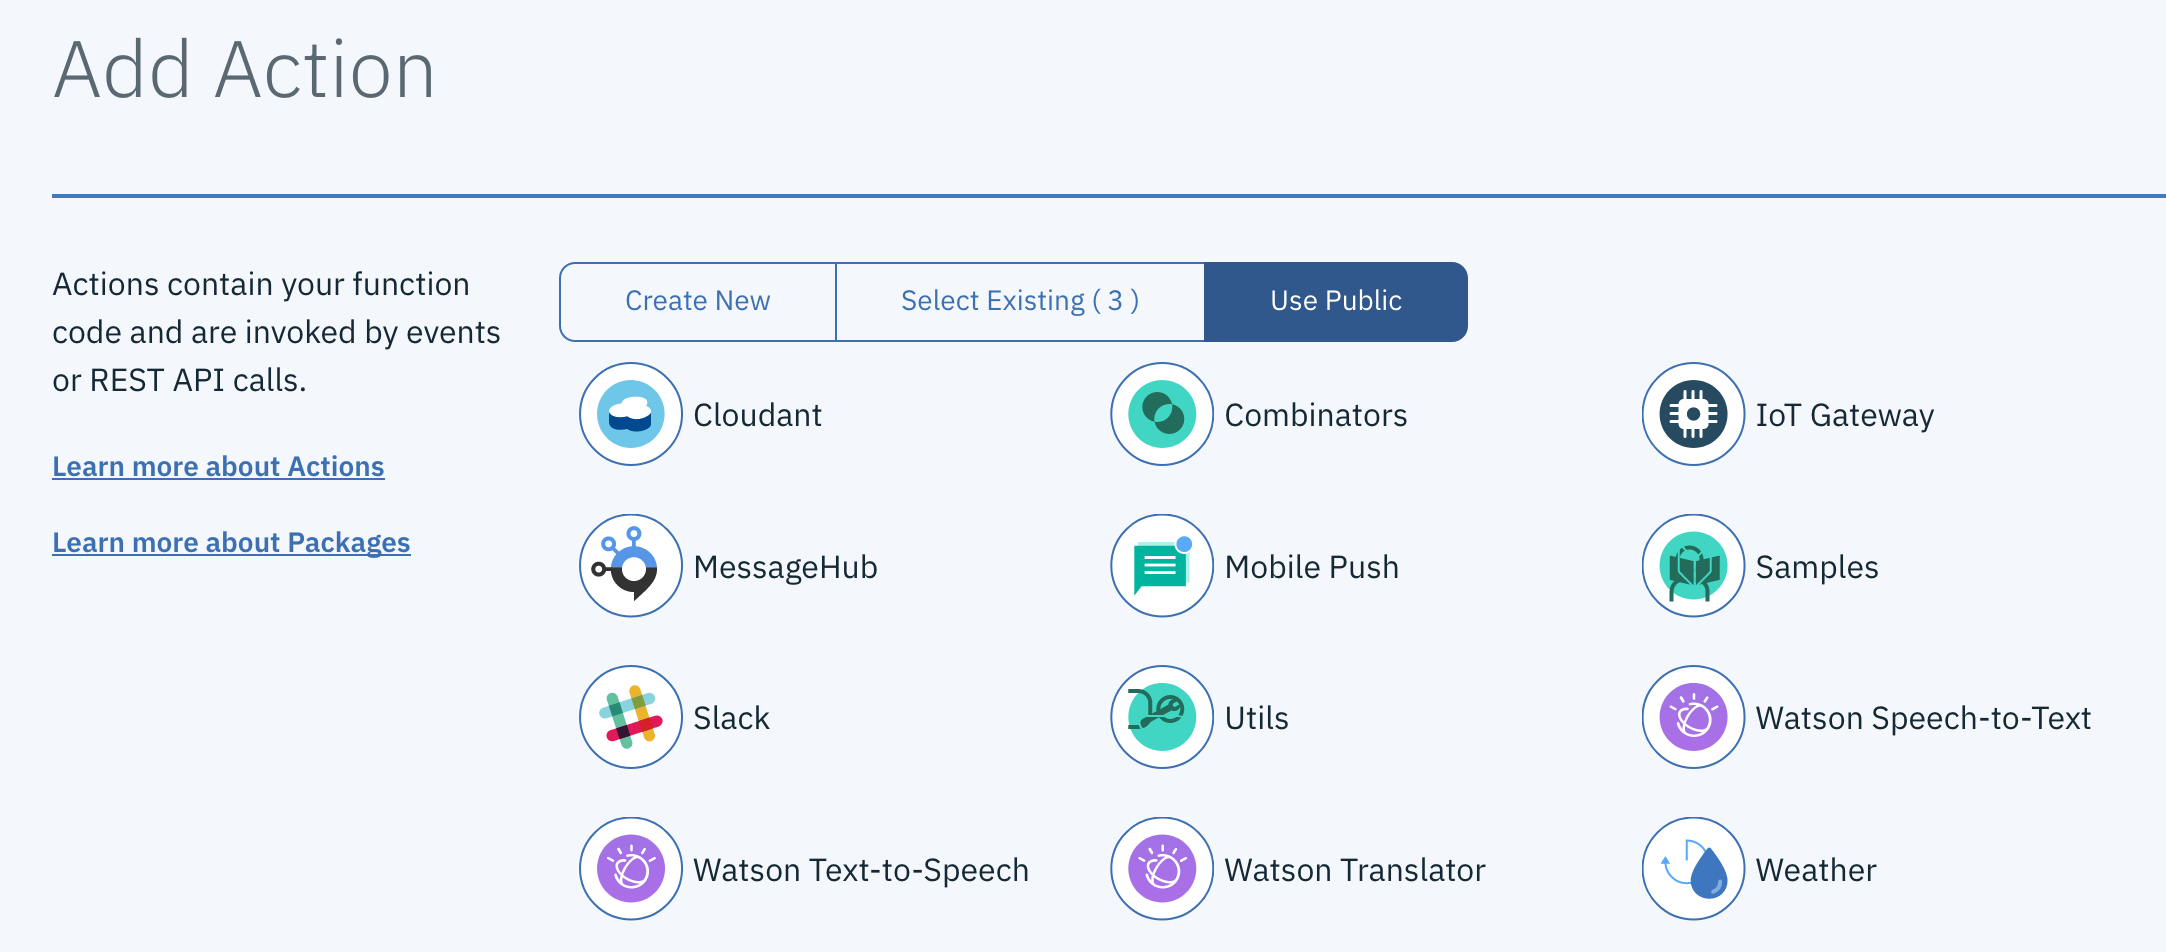 Add Action
Actions contain your function
code and are invoked by events
or REST API calls.
Learn more about Actions
Learn more about Packages
Create New
Select Existing ( 3 )
Use Public
Cloudant
Combinators
IoT Gateway
MessageHub
Mobile Push
Samples
Slack
Utils
Watson Speech-to-Text
Watson Text-to-Speech
Watson Translator
Weather